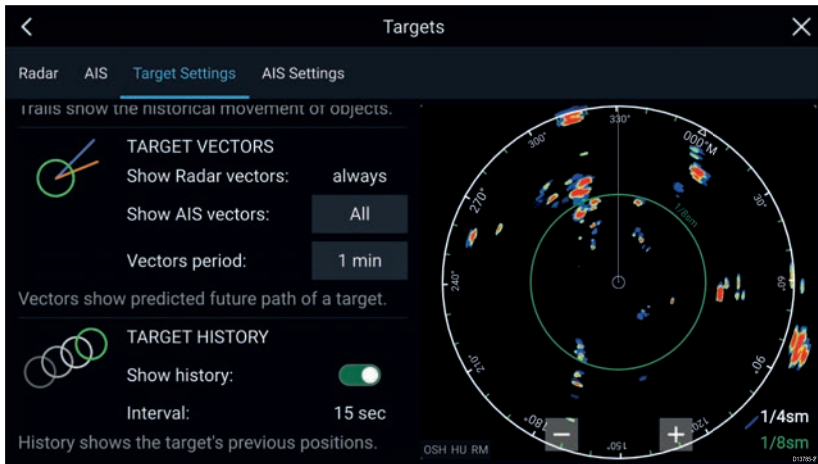 Targets
Radar AIS Target Settings AIS Settings
Trails show the historical movement of objects.
TARGET VECTORS
Show Radar vectors: always
Show AIS vectors: All
Vectors period: 1 min
Vectors show predicted future path of a target.
TARGET HISTORY
Show history:
Interval: 15 sec
History shows the target's previous positions.
330°
300° 000°M
270° 30°
1/8sm
240° 60°
210° 90°
180° 150° 120°
− +
1/4sm
1/8sm
OSH HU RM
D13785-2